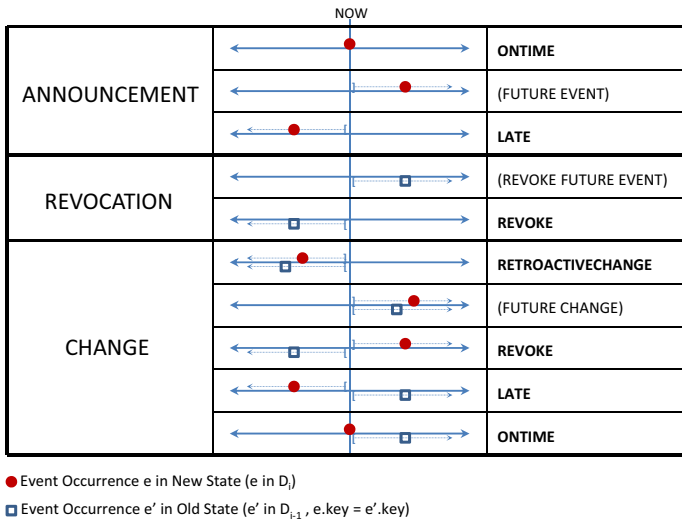 NOW
ANNOUNCEMENT
ONTIME
(FUTURE EVENT)
LATE
REVOCATION
(REVOKE FUTURE EVENT)
REVOKE
CHANGE
RETROACTIVECHANGE
(FUTURE CHANGE)
REVOKE
LATE
ONTIME
Event Occurrence e in New State (e in Di)
Event Occurrence e’ in Old State (e’ in Di-1 , e.key = e’.key)